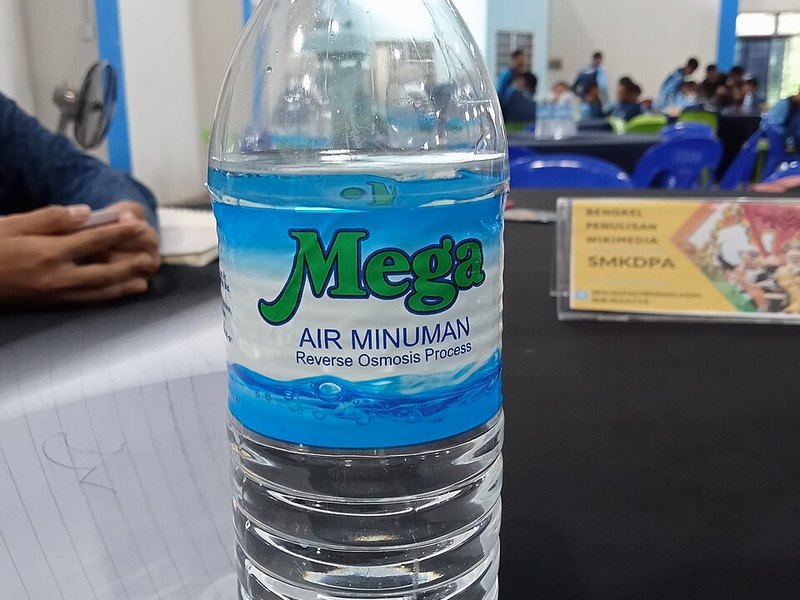 Mega
AIR MINUMAN
Reverse Osmosis Process
BENGKEL
PENULISAN
WIKIMEDIA
SMKDPA